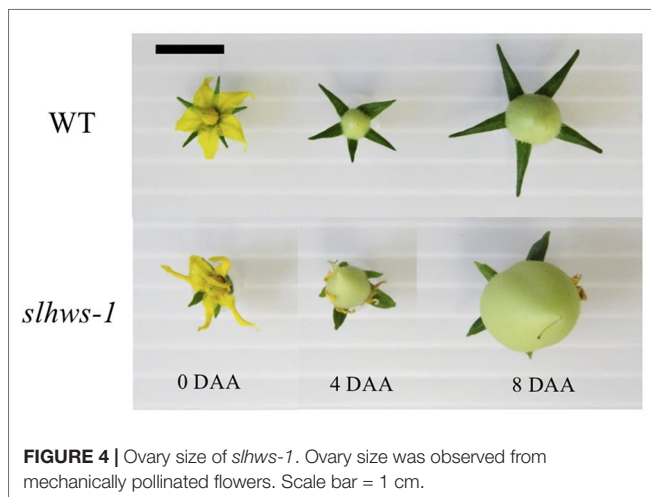 WT
slhws-1
0 DAA 4 DAA 8 DAA
FIGURE 4 | Ovary size of slhws-1. Ovary size was observed from
mechanically pollinated flowers. Scale bar = 1 cm.